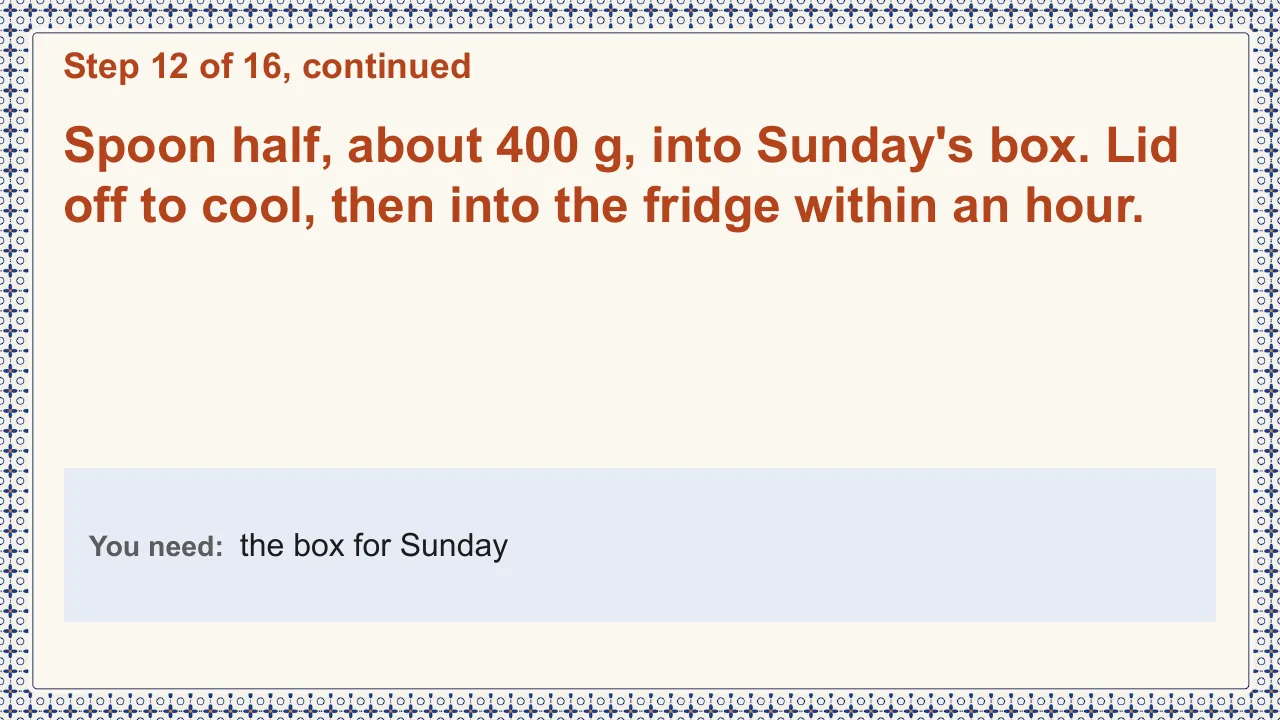 Step 12 of 16, continued
Spoon half, about 400 g, into Sunday's box. Lid
off to cool, then into the fridge within an hour.
You need: the box for Sunday